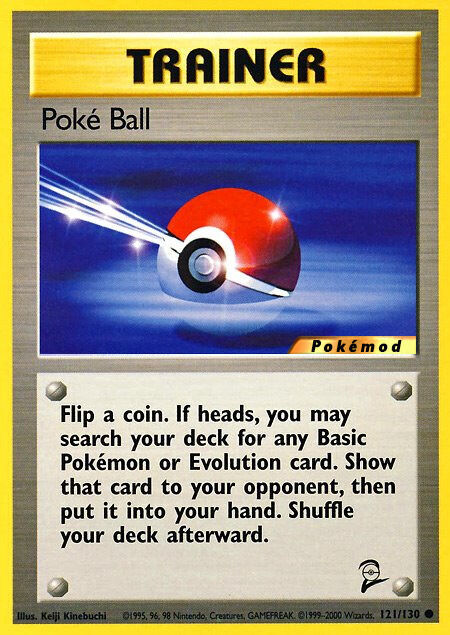 TRAINER
Poké Ball
Pokémod
Flip a coin. If heads, you may
search your deck for any Basic
Pokémon or Evolution card. Show
that card to your opponent, then
put it into your hand. Shuffle
your deck afterward.
Illus. Keiji Kinebuchi ©1995, 96, 98 Nintendo, Creatures, GAMEFREAK. ©1999-2000 Wizards. 121/130 ●